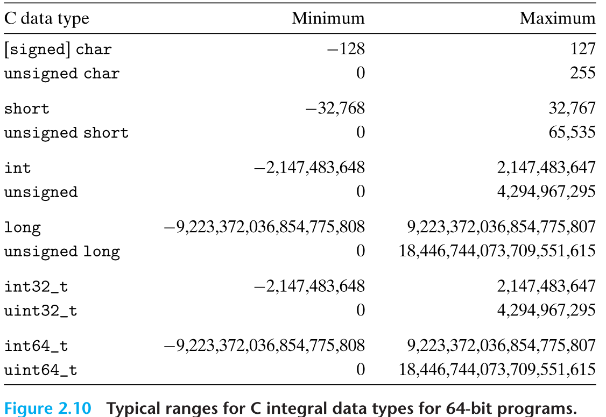 C data type Minimum Maximum
[signed] char −128 127
unsigned char 0 255
short −32,768 32,767
unsigned short 0 65,535
int −2,147,483,648 2,147,483,647
unsigned 0 4,294,967,295
long −9,223,372,036,854,775,808 9,223,372,036,854,775,807
unsigned long 0 18,446,744,073,709,551,615
int32_t −2,147,483,648 2,147,483,647
uint32_t 0 4,294,967,295
int64_t −9,223,372,036,854,775,808 9,223,372,036,854,775,807
uint64_t 0 18,446,744,073,709,551,615
Figure 2.10 Typical ranges for C integral data types for 64-bit programs.